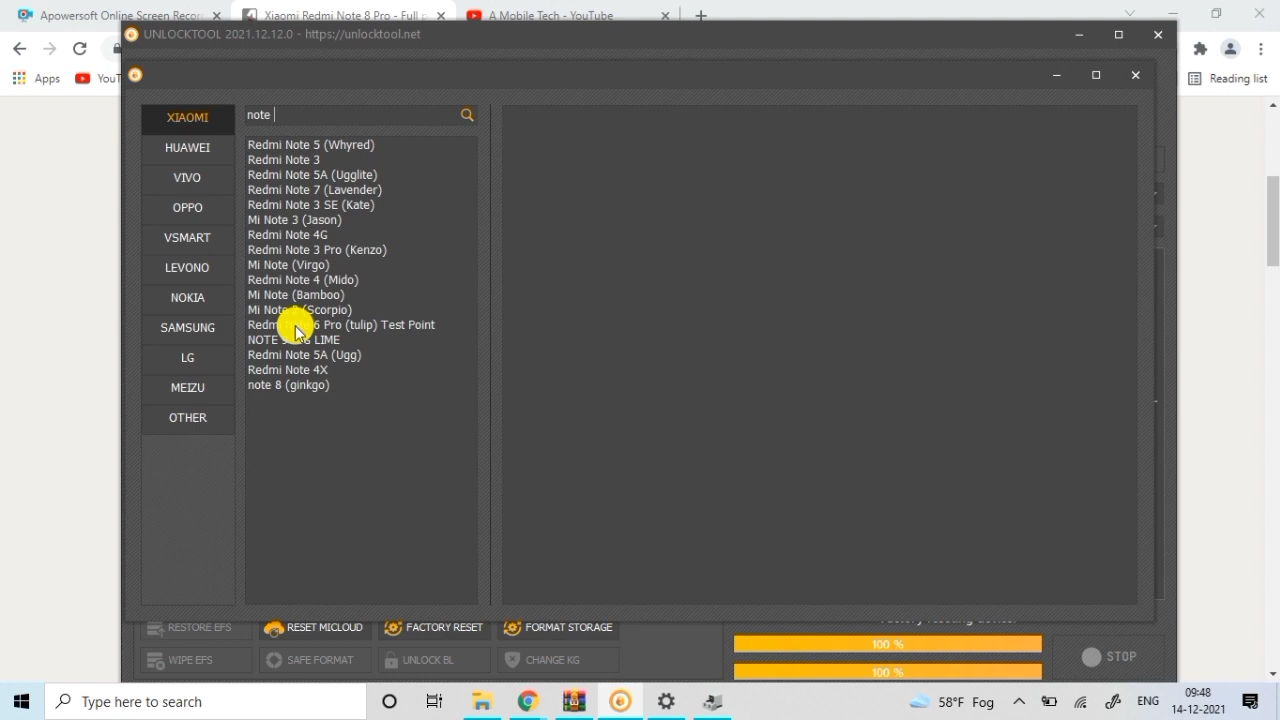 Apowersoft Online Screen Recor
Xiaomi Redmi Note 8 Pro - Full p
A Mobile Tech - YouTube
UNLOCKTOOL 2021.12.12.0 - https://unlocktool.net
Apps
YouT
Reading list
XIAOMI
HUAWEI
VIVO
OPPO
VSMART
LEVONO
NOKIA
SAMSUNG
LG
MEIZU
OTHER
note
Redmi Note 5 (Whyred)
Redmi Note 3
Redmi Note 5A (Ugglite)
Redmi Note 7 (Lavender)
Redmi Note 3 SE (Kate)
Mi Note 3 (Jason)
Redmi Note 4G
Redmi Note 3 Pro (Kenzo)
Mi Note (Virgo)
Redmi Note 4 (Mido)
Mi Note (Bamboo)
Mi Note (Scorpio)
6 Pro (tulip) Test Point
NOTE LIME
Redmi Note 5A (Ugg)
Redmi Note 4X
note 8 (ginkgo)
RESTORE EFS
RESET MICLOUD
FACTORY RESET
FORMAT STORAGE
WIPE EFS
SAFE FORMAT
UNLOCK BL
CHANGE KG
100 %
100 %
STOP
Type here to search
58°F Fog
ENG
09:48
14-12-2021